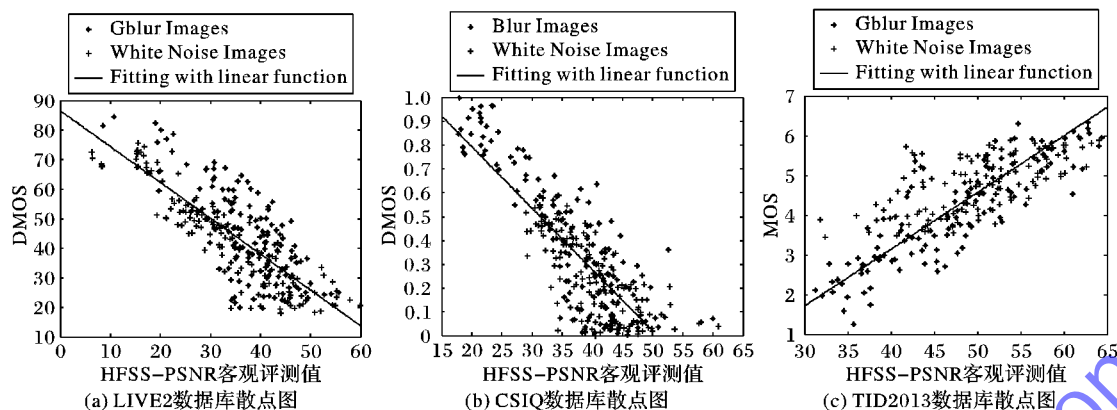 Gblur Images
White Noise Images
Fitting with linear function
90
80
70
60
50
40
30
20
10
DMOS
0 10 20 30 40 50 60
HFSS-PSNR客观评测值
(a) LIVE2数据库散点图
Blur Images
White Noise Images
Fitting with linear function
1.0
0.9
0.8
0.7
0.6
0.5
0.4
0.3
0.2
0.1
0
DMOS
15 20 25 30 35 40 45 50 55 60 65
HFSS-PSNR客观评测值
(b) CSIQ数据库散点图
Gblur Images
White Noise Images
Fitting with linear function
7
6
5
4
3
2
1
MOS
30 35 40 45 50 55 60 65
HFSS-PSNR客观评测值
(c) TID2013数据库散点图